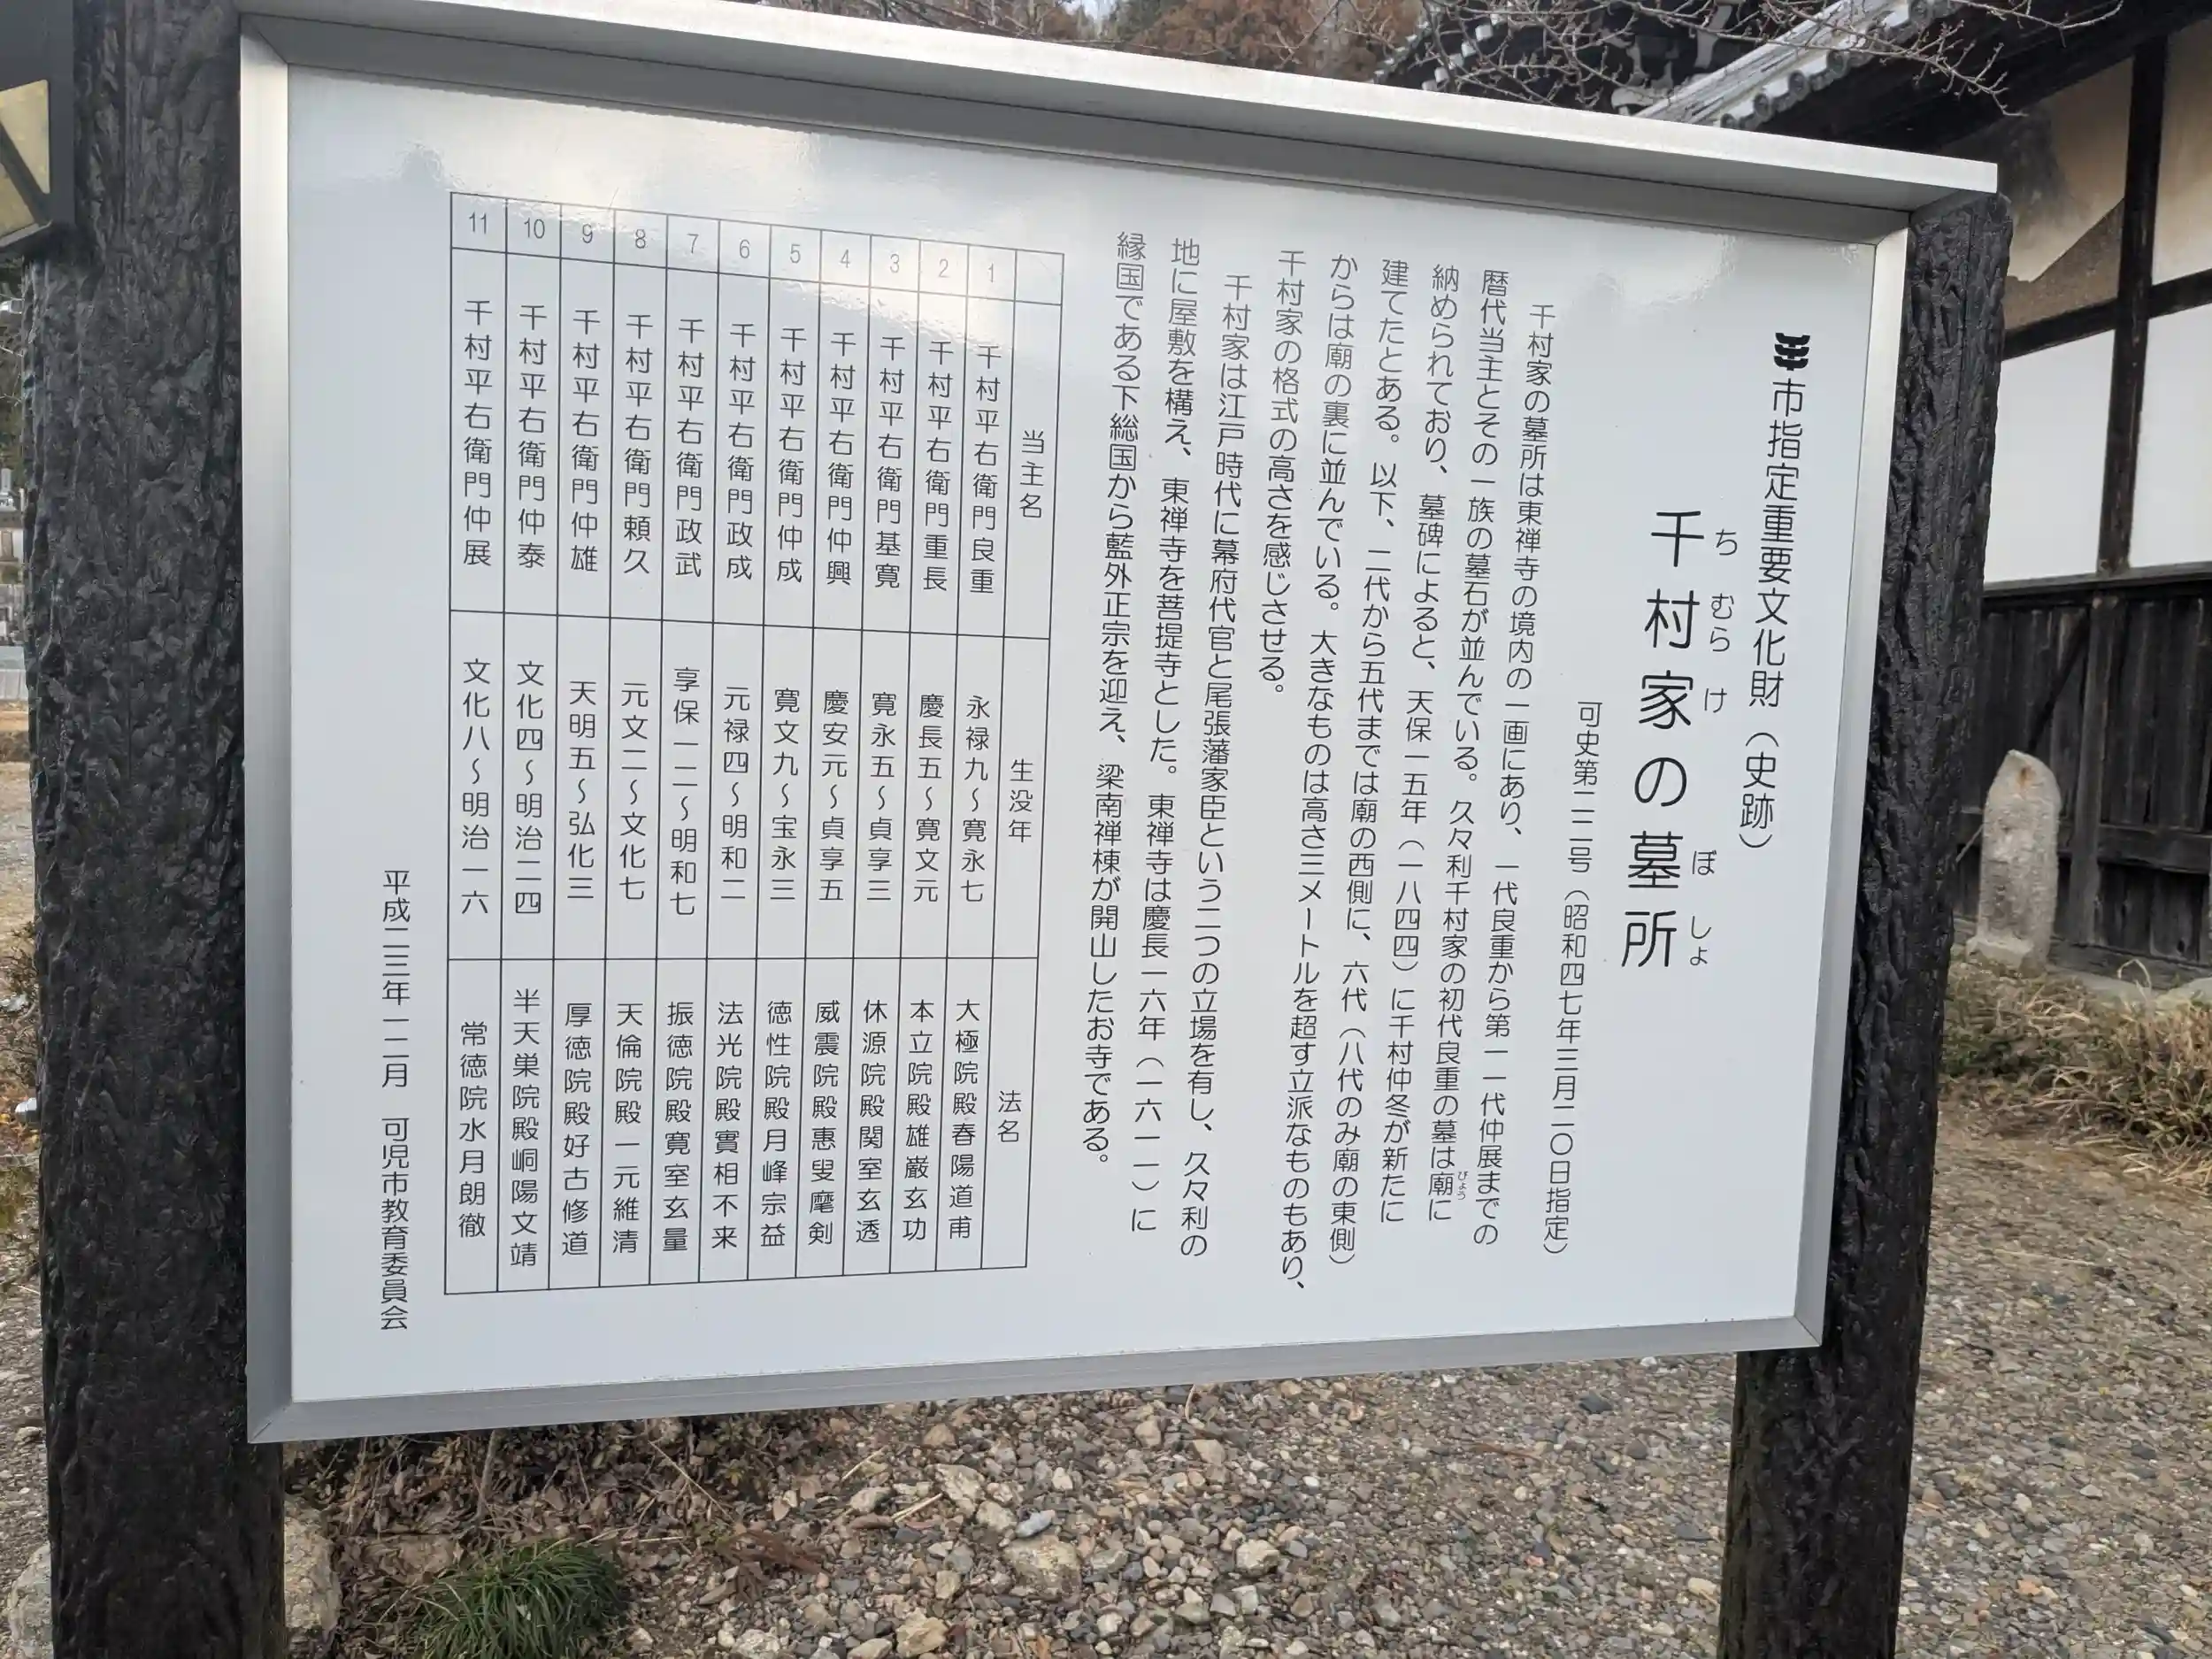 市指定重要文化財（史跡）
千村家の墓所
ちむらけ　ぼしょ
可史第二二号（昭和四七年三月二〇日指定）
千村家の墓所は東禅寺の境内の一画にあり、一代良重から第一一代仲展までの
暦代当主とその一族の墓石が並んでいる。久々利千村家の初代良重の墓は廟に
びょう
納められており、墓碑によると、天保一五年（一八四四）に千村仲冬が新たに
建てたとある。以下、二代から五代までは廟の西側に、六代（八代のみ廟の東側）
からは廟の裏に並んでいる。大きなものは高さ三メートルを超す立派なものもあり、
千村家の格式の高さを感じさせる。
千村家は江戸時代に幕府代官と尾張藩家臣という二つの立場を有し、久々利の
地に屋敷を構え、東禅寺を菩提寺とした。東禅寺は慶長一六年（一六一一）に
縁国である下総国から藍外正宗を迎え、梁南禅棟が開山したお寺である。
当主名　生没年　法名
1　千村平右衛門良重　永禄九～寛永七　大極院殿春陽道甫
2　千村平右衛門重長　慶長五～寛文元　本立院殿雄巌玄功
3　千村平右衛門基寛　寛永五～貞享三　休源院殿関室玄透
4　千村平右衛門仲興　慶安元～貞享五　威震院殿惠叟麾剣
5　千村平右衛門仲成　寛文九～宝永三　徳性院殿月峰宗益
6　千村平右衛門政成　元禄四～明和二　法光院殿實相不来
7　千村平右衛門政武　享保一二～明和七　振徳院殿寛室玄量
8　千村平右衛門頼久　元文二～文化七　天倫院殿一元維清
9　千村平右衛門仲雄　天明五～弘化三　厚徳院殿好古修道
10　千村平右衛門仲泰　文化四～明治二四　半天巣院殿峒陽文靖
11　千村平右衛門仲展　文化八～明治一六　常徳院水月朗徹
平成二三年一二月　可児市教育委員会